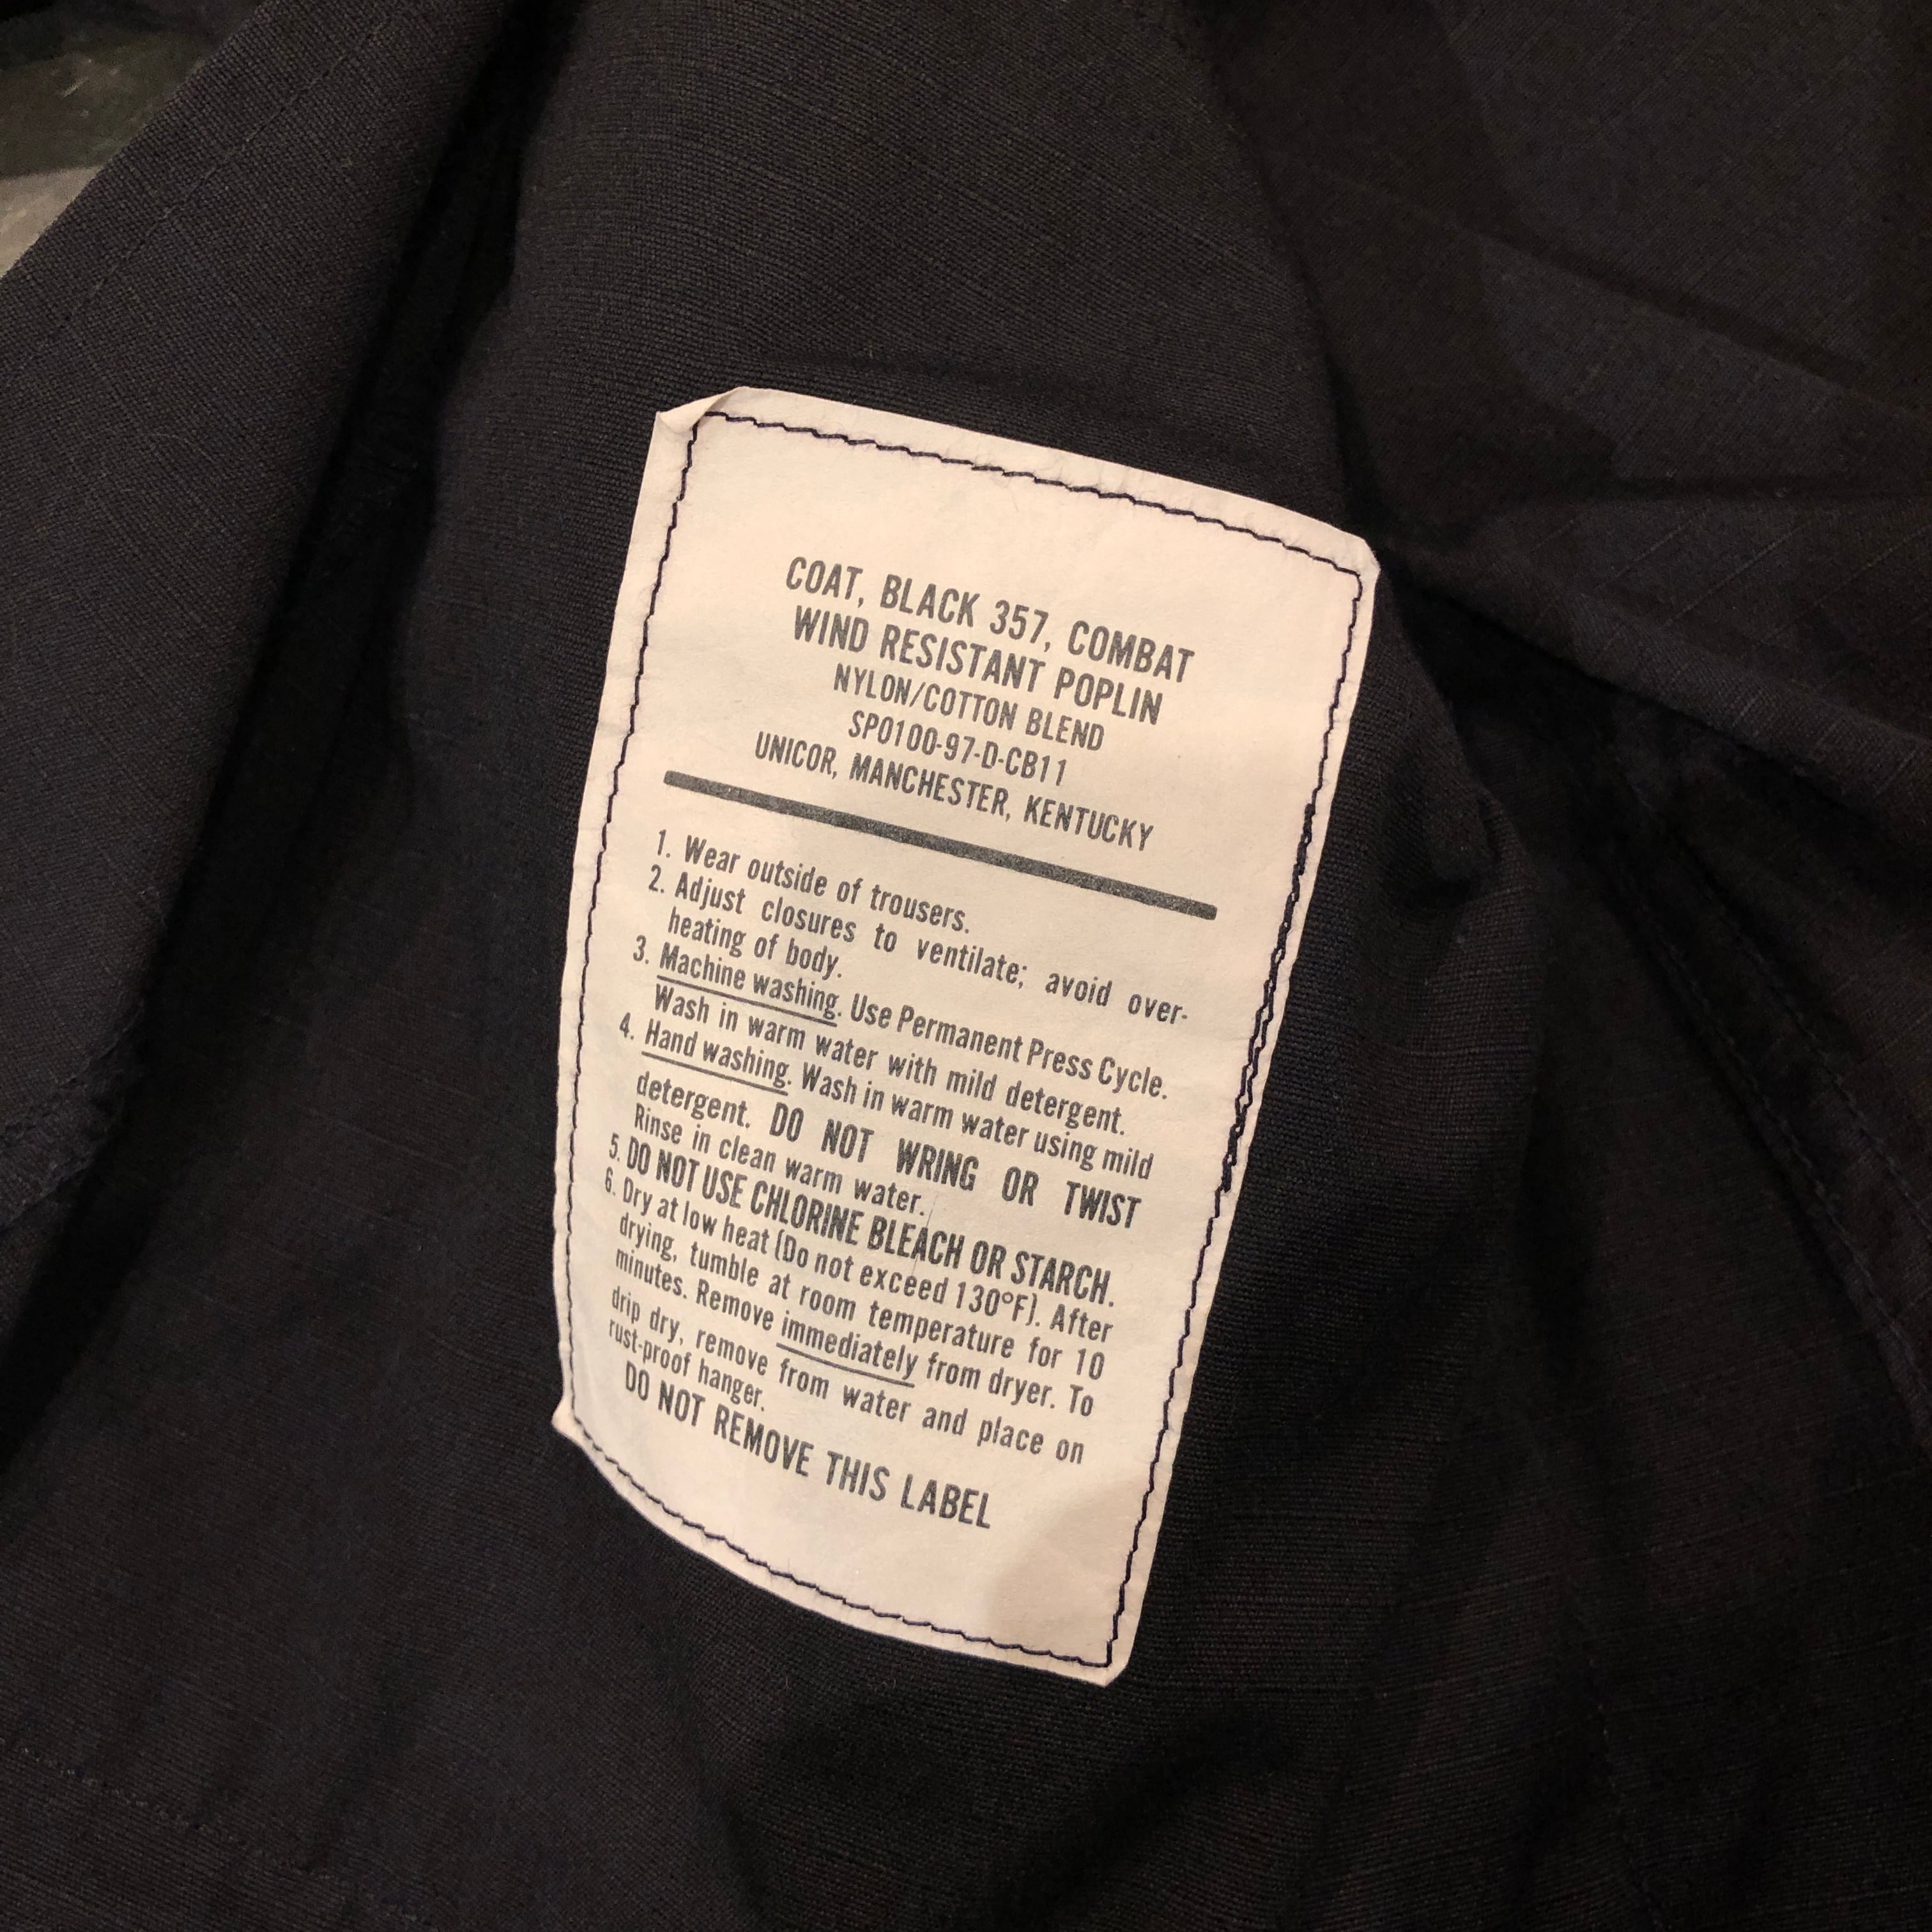 COAT, BLACK 357, COMBAT
WIND RESISTANT POPLIN
NYLON/COTTON BLEND
SPO100-97-D-CB11
UNICOR, MANCHESTER, KENTUCKY
1. Wear outside of trousers.
2. Adjust closures to ventilate; avoid over-
heating of body.
3. Machine washing. Use Permanent Press Cycle.
Wash in warm water with mild detergent.
4. Hand washing. Wash in warm water using mild
detergent. DO NOT WRING OR TWIST
Rinse in clean warm water.
5. DO NOT USE CHLORINE BLEACH OR STARCH.
6. Dry at low heat (Do not exceed 130°F). After
drying, tumble at room temperature for 10
minutes. Remove immediately from dryer. To
drip dry, remove from water and place on
rust-proof hanger.
DO NOT REMOVE THIS LABEL